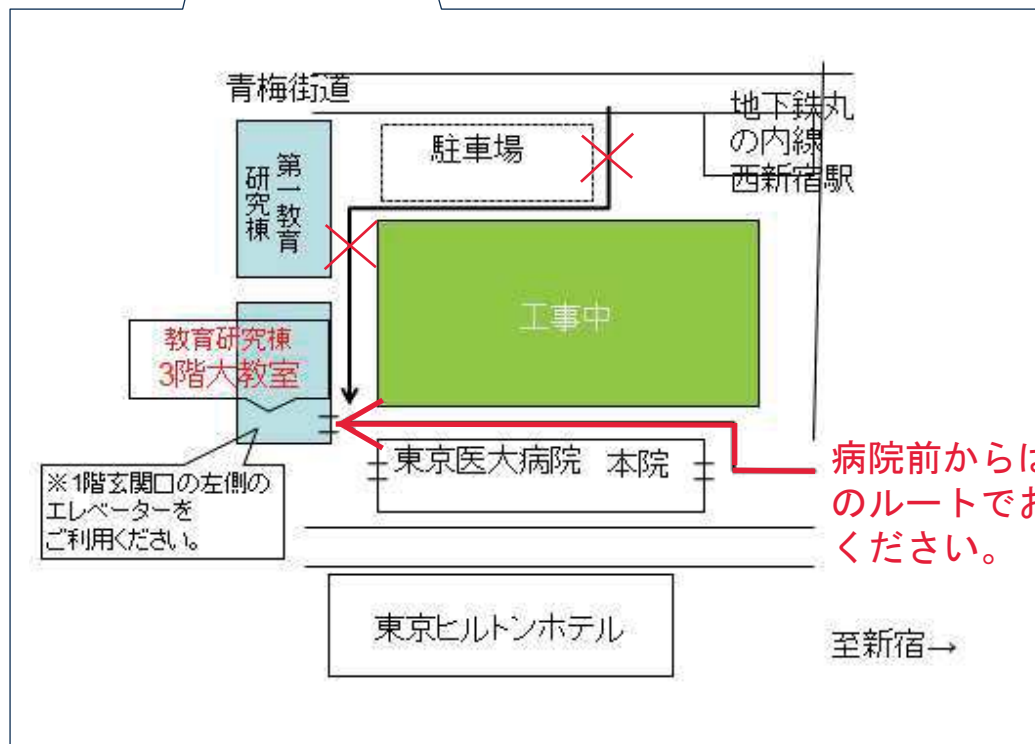 青梅街道
地下鉄丸
の内線
西新宿駅
駐車場
第一教育
研究棟
工事中
教育研究棟
3階大教室
東京医大病院 本院
病院前からは
のルートでお
ください。
※1階玄関口の左側の
エレベーターを
ご利用ください。
東京ヒルトンホテル
至新宿→